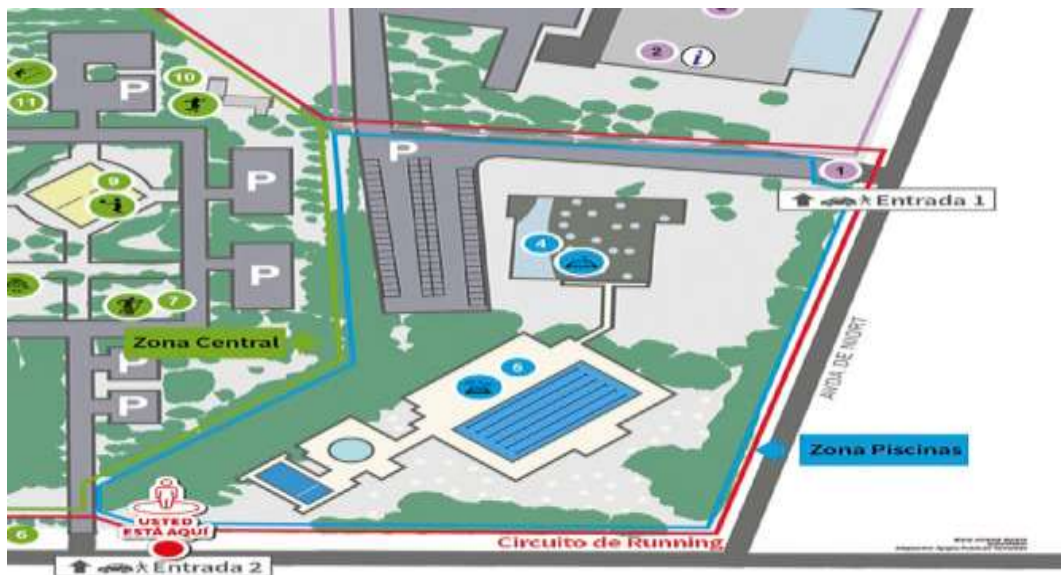 2
i
10
P
11
P
1
Entrada 1
9
P
4
P
7
AVDA DE NIORT
Zona Central
P
6
P
Zona Piscinas
USTED
ESTÁ AQUÍ
6
Circuito de Running
Entrada 2